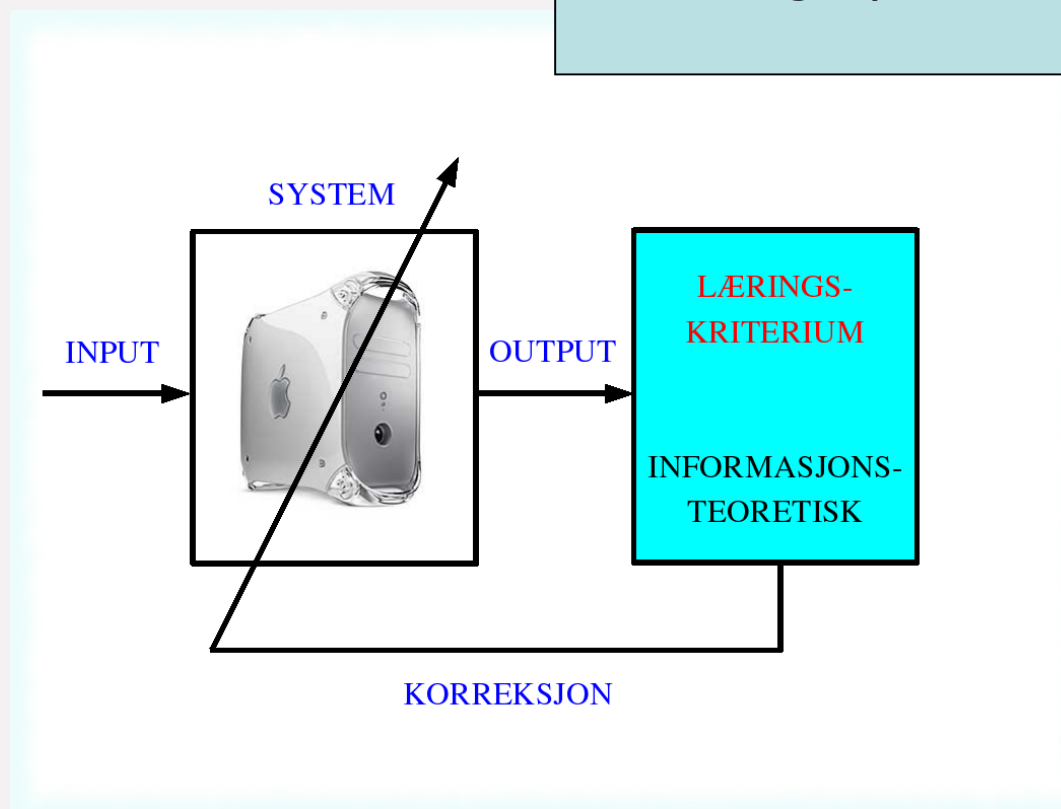 SYSTEM
INPUT
OUTPUT
LÆRINGS-
KRITERIUM
INFORMASJONS-
TEORETISK
KORREKSJON